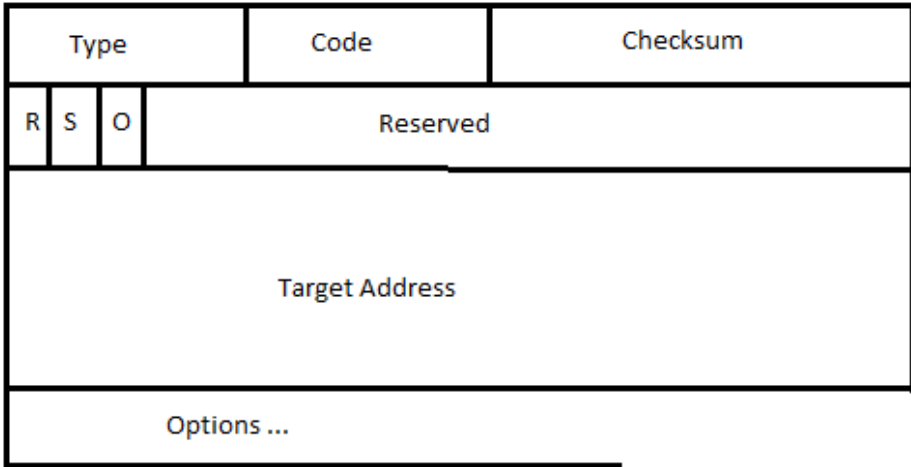 Type Code Checksum
R S O Reserved
Target Address
Options ...